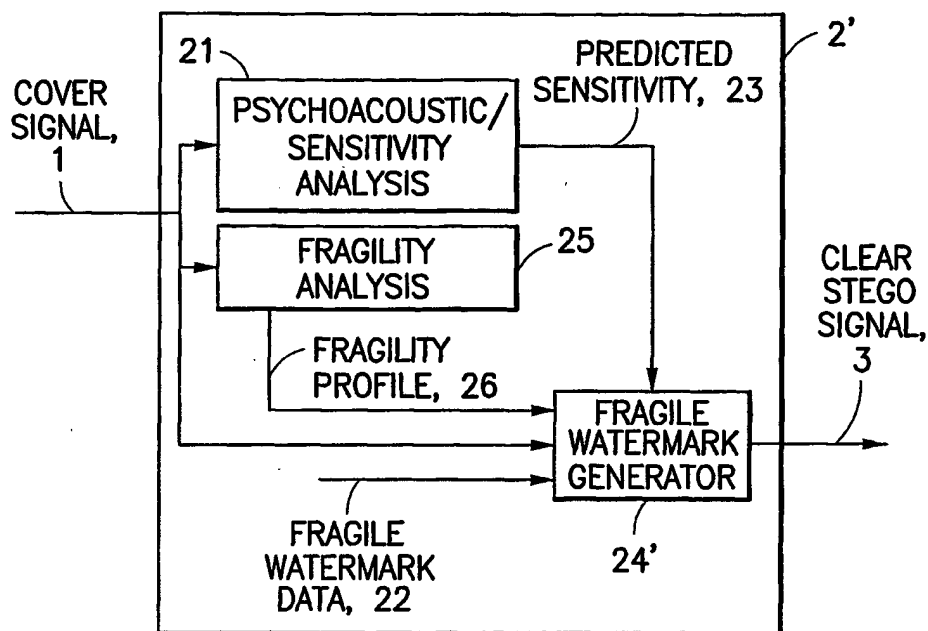 2'
21
PREDICTED
SENSITIVITY, 23
COVER
SIGNAL,
1
PSYCHOACOUSTIC/
SENSITIVITY
ANALYSIS
25
FRAGILITY
ANALYSIS
CLEAR
STEGO
SIGNAL,
3
FRAGILITY
PROFILE, 26
FRAGILE
WATERMARK
GENERATOR
24'
FRAGILE
WATERMARK
DATA, 22